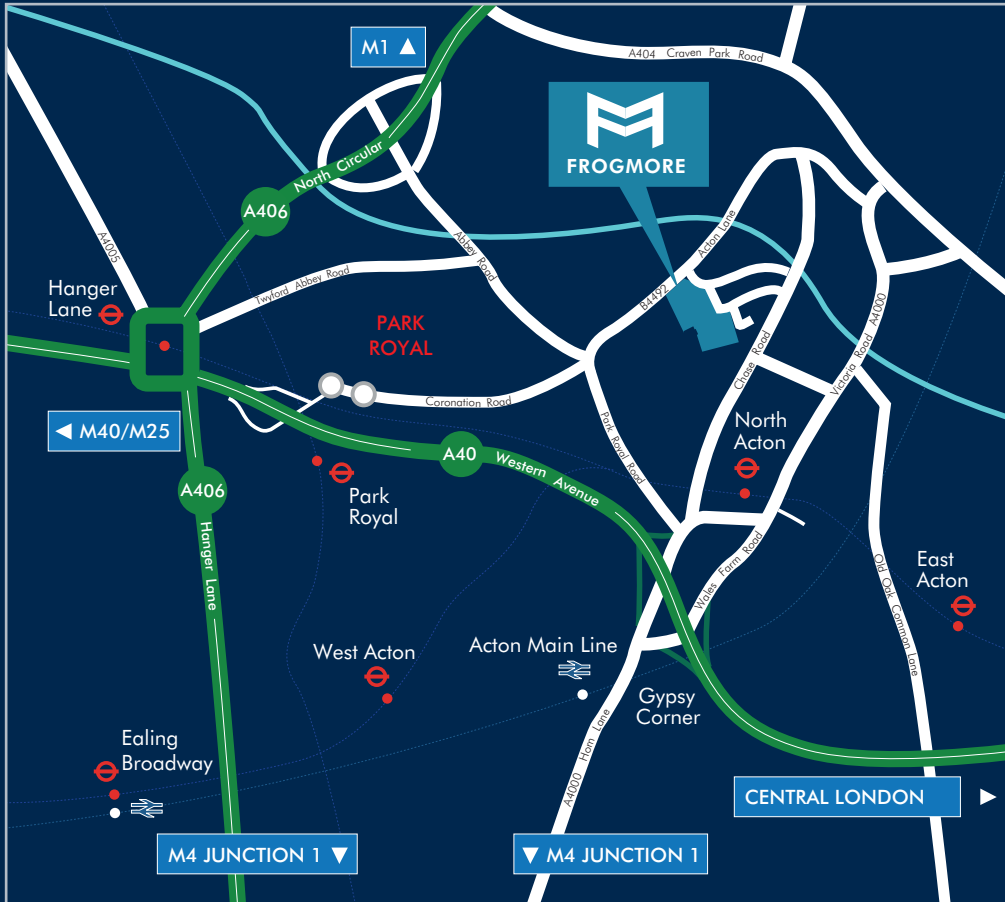 M1 ▲
A404 Craven Park Road
FROGMORE
North Circular
A406
A4005
Abbey Road
Acton Lane
Twyford Abbey Road
B4492
A4000
Hanger
Lane
PARK
ROYAL
Chase Road
Victoria Road
Coronation Road
◀ M40/M25
Park Royal Road
North
Acton
A40
Western Avenue
A406
Park
Royal
Hanger Lane
Wales Farm Road
Old Oak Common Lane
East
Acton
West Acton
Acton Main Line
Gypsy
Corner
A4000 Horn Lane
Ealing
Broadway
CENTRAL LONDON ▶
M4 JUNCTION 1 ▼
▼ M4 JUNCTION 1